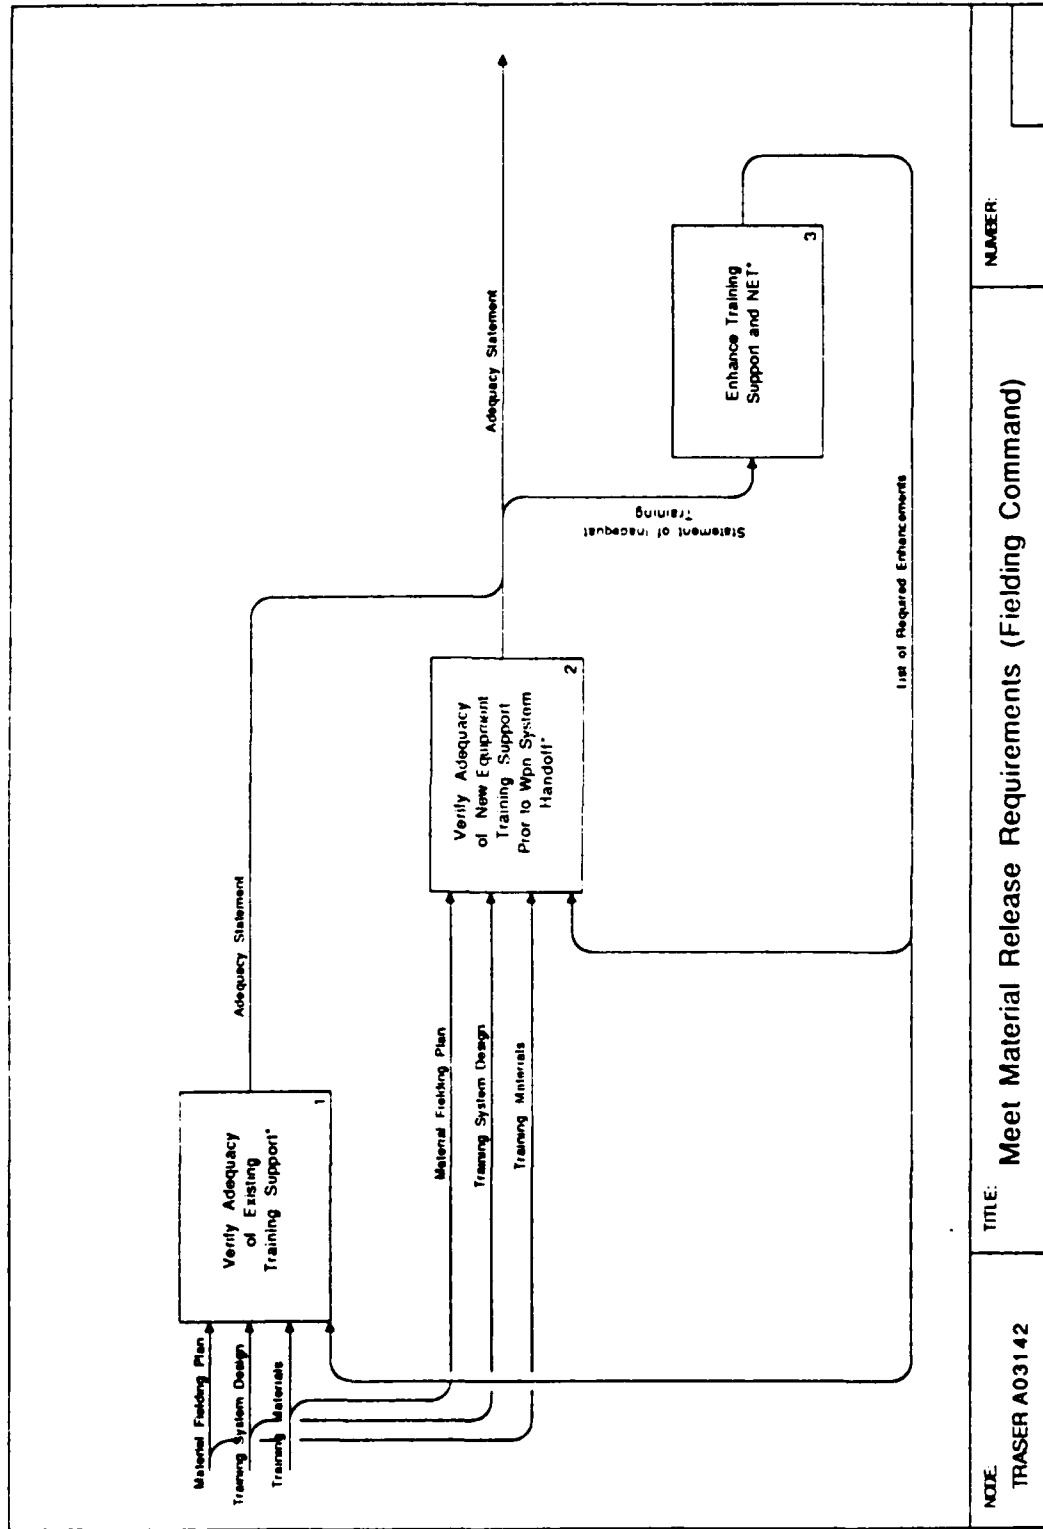 Material Fielding Plan
Training System Design
Training Materials
Verify Adequacy
of Existing
Training Support*
1
Adequacy Statement
Material Fielding Plan
Training System Design
Training Materials
Verify Adequacy
of New Equipment
Training Support
Pror to Wpn System
Handoff*
2
Adequacy Statement
Statement of Inadequat
Training
Enhance Training
Support and NET*
3
List of Required Enhancements
NODE:
TRASER A03142
TITLE:
Meet Material Release Requirements (Fielding Command)
NUMBER: